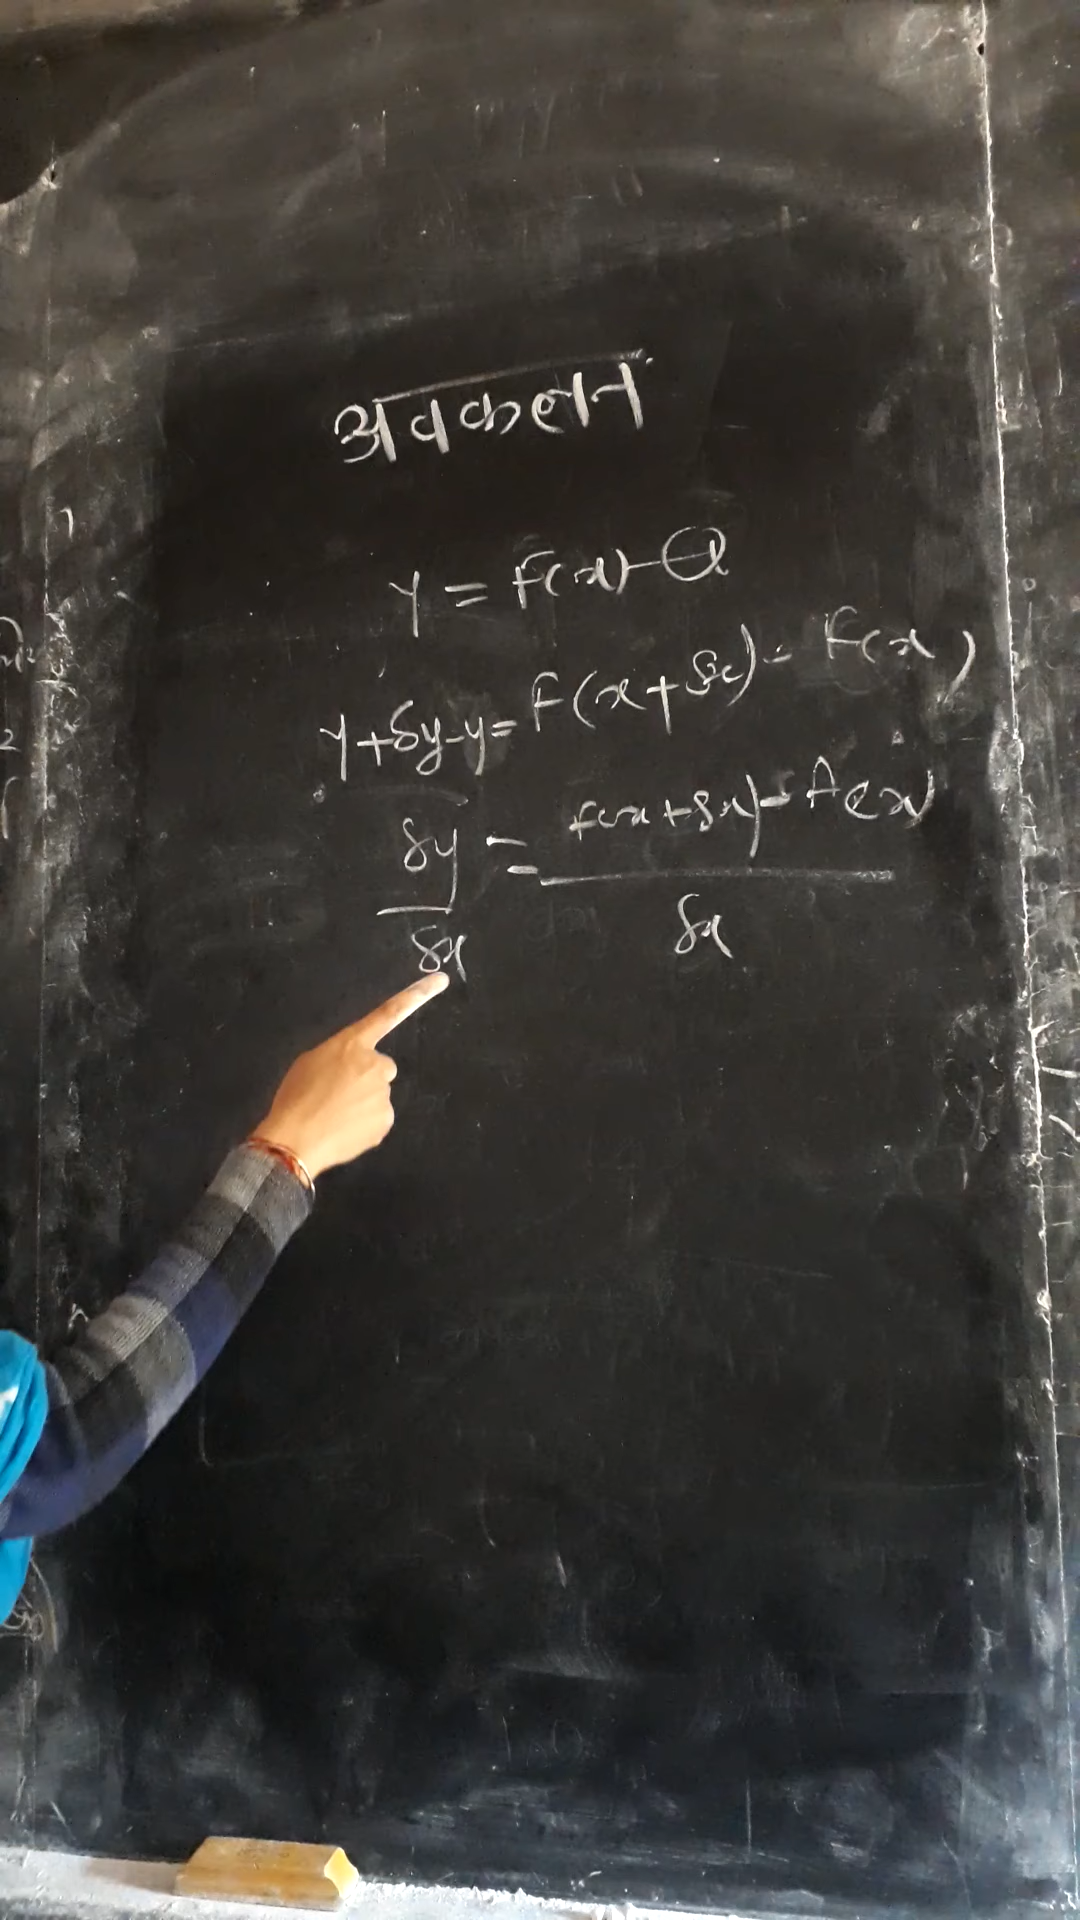 अवकलन
y = F(x) - ①
y + δy - y = F(x + δx) - F(x)
δy/δx = f(x + δx) - f(x)/δx